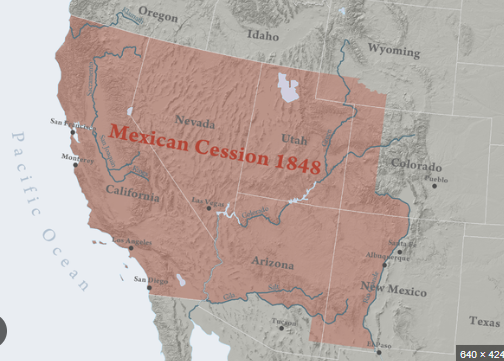 Oregon
Idaho
Wyoming
Nevada
Utah
Mexican Cession 1848
San Francisco
Monterey
California
Las Vegas
Colorado
Pueblo
Pacific Ocean
Los Angeles
San Diego
Arizona
Santa Fe
Albuquerque
New Mexico
Tucson
El Paso
Texas
640 × 424